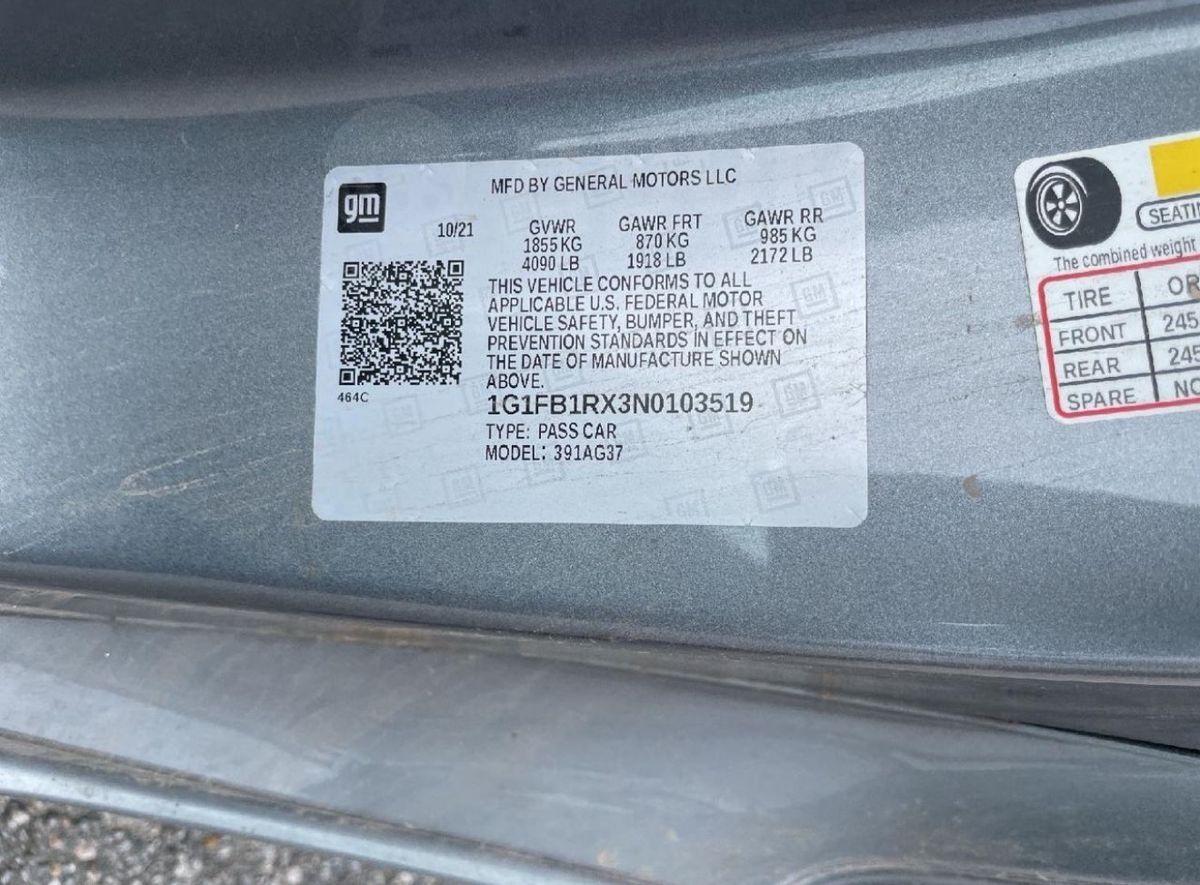 gm
MFD BY GENERAL MOTORS LLC
10/21
GVWR GAWR FRT GAWR RR
1855 KG 870 KG 985 KG
4090 LB 1918 LB 2172 LB
THIS VEHICLE CONFORMS TO ALL
APPLICABLE U.S. FEDERAL MOTOR
VEHICLE SAFETY, BUMPER, AND THEFT
PREVENTION STANDARDS IN EFFECT ON
THE DATE OF MANUFACTURE SHOWN
ABOVE.
464C
1G1FB1RX3N0103519
TYPE: PASS CAR
MODEL: 391AG37
SEATI
The combined weight
TIRE OR
FRONT 245
REAR 245
SPARE NO